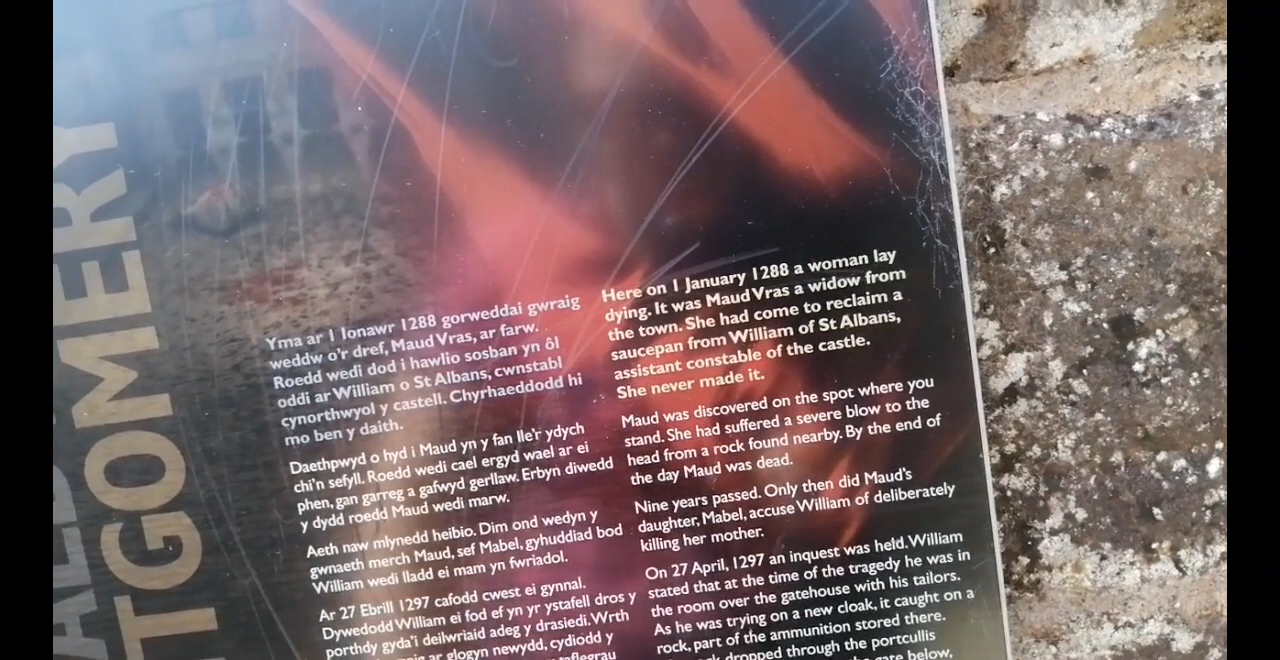 TGOMERY
Yma ar 1 Ionawr 1288 gorweddai gwraig
weddw o'r dref, Maud Vras, ar farw.
Roedd wedi dod i hawlio sosban yn ôl
oddi ar William o St Albans, cwnstabl
cynorthwyol y castell. Chyrhaeddodd hi
mo ben y daith.
Daethpwyd o hyd i Maud yn y fan lle'r ydych
chi'n sefyll. Roedd wedi cael ergyd wael ar ei
phen, gan garreg a gafwyd gerllaw. Erbyn diwedd
y dydd roedd Maud wedi marw.
Aeth naw mlynedd heibio. Dim ond wedyn y
gwnaeth merch Maud, sef Mabel, gyhuddiad bod
William wedi lladd ei mam yn fwriadol.
Ar 27 Ebrill 1297 cafodd cwest ei gynnal.
Dywedodd William ei fod ef yn yr ystafell dros y
porthdy gyda'i deilwriaid adeg y drasiedi. Wrth
ar glogyn newydd, cydiodd y
taflegrau
Here on 1 January 1288 a woman lay
dying. It was Maud Vras a widow from
the town. She had come to reclaim a
saucepan from William of St Albans,
assistant constable of the castle.
She never made it.
Maud was discovered on the spot where you
stand. She had suffered a severe blow to the
head from a rock found nearby. By the end of
the day Maud was dead.
Nine years passed. Only then did Maud's
daughter, Mabel, accuse William of deliberately
killing her mother.
On 27 April, 1297 an inquest was held. William
stated that at the time of the tragedy he was in
the room over the gatehouse with his tailors.
As he was trying on a new cloak, it caught on a
rock, part of the ammunition stored there.
dropped through the portcullis
gate below,